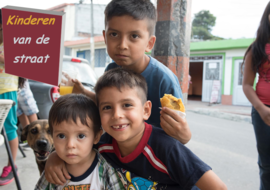 Kinderen
van de
straat